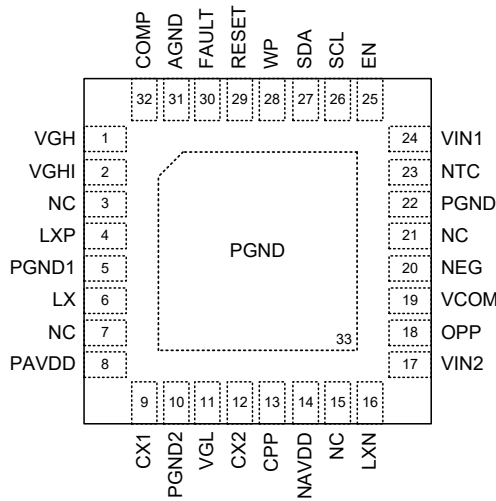 COMP AGND FAULT RESET WP SDA SCL EN
32 31 30 29 28 27 26 25
VGH 1 24 VIN1
VGHI 2 23 NTC
NC 3 22 PGND
LXP 4 21 NC
PGND1 5 PGND 20 NEG
LX 6 19 VCOM
NC 7 33 18 OPP
PAVDD 8 17 VIN2
9 10 11 12 13 14 15 16
CX1 PGND2 VGL CX2 CPP NAVDD NC LXN